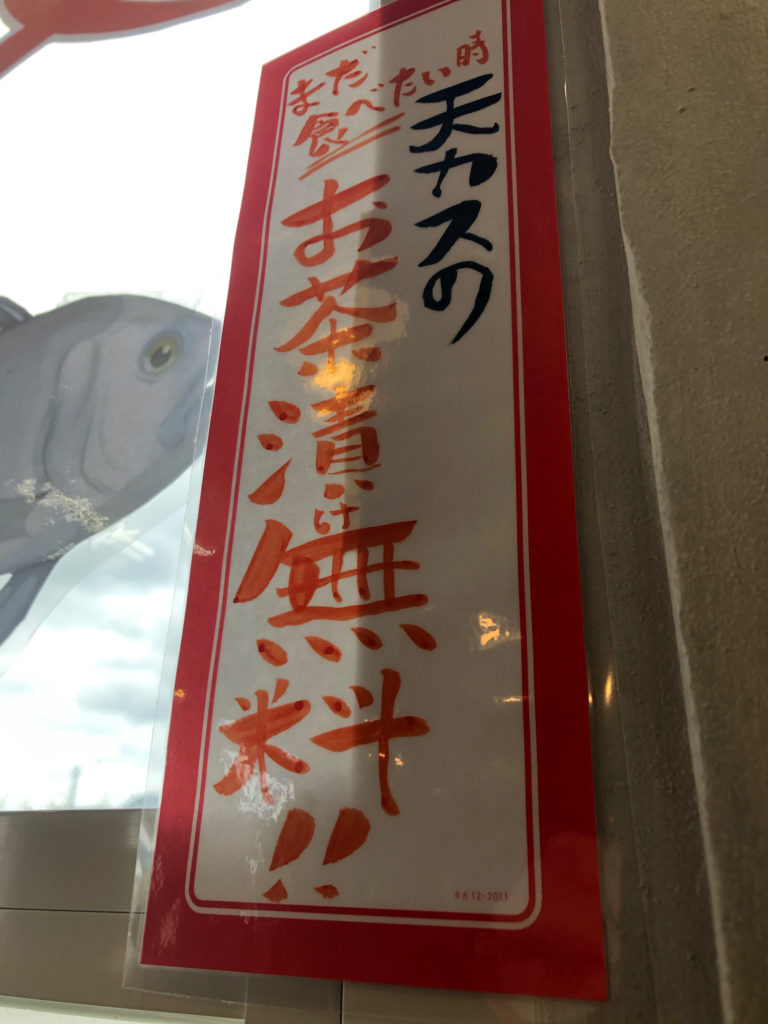 まだ
食べたい時
天カスの
お茶漬け無料!!
タカ12-2011